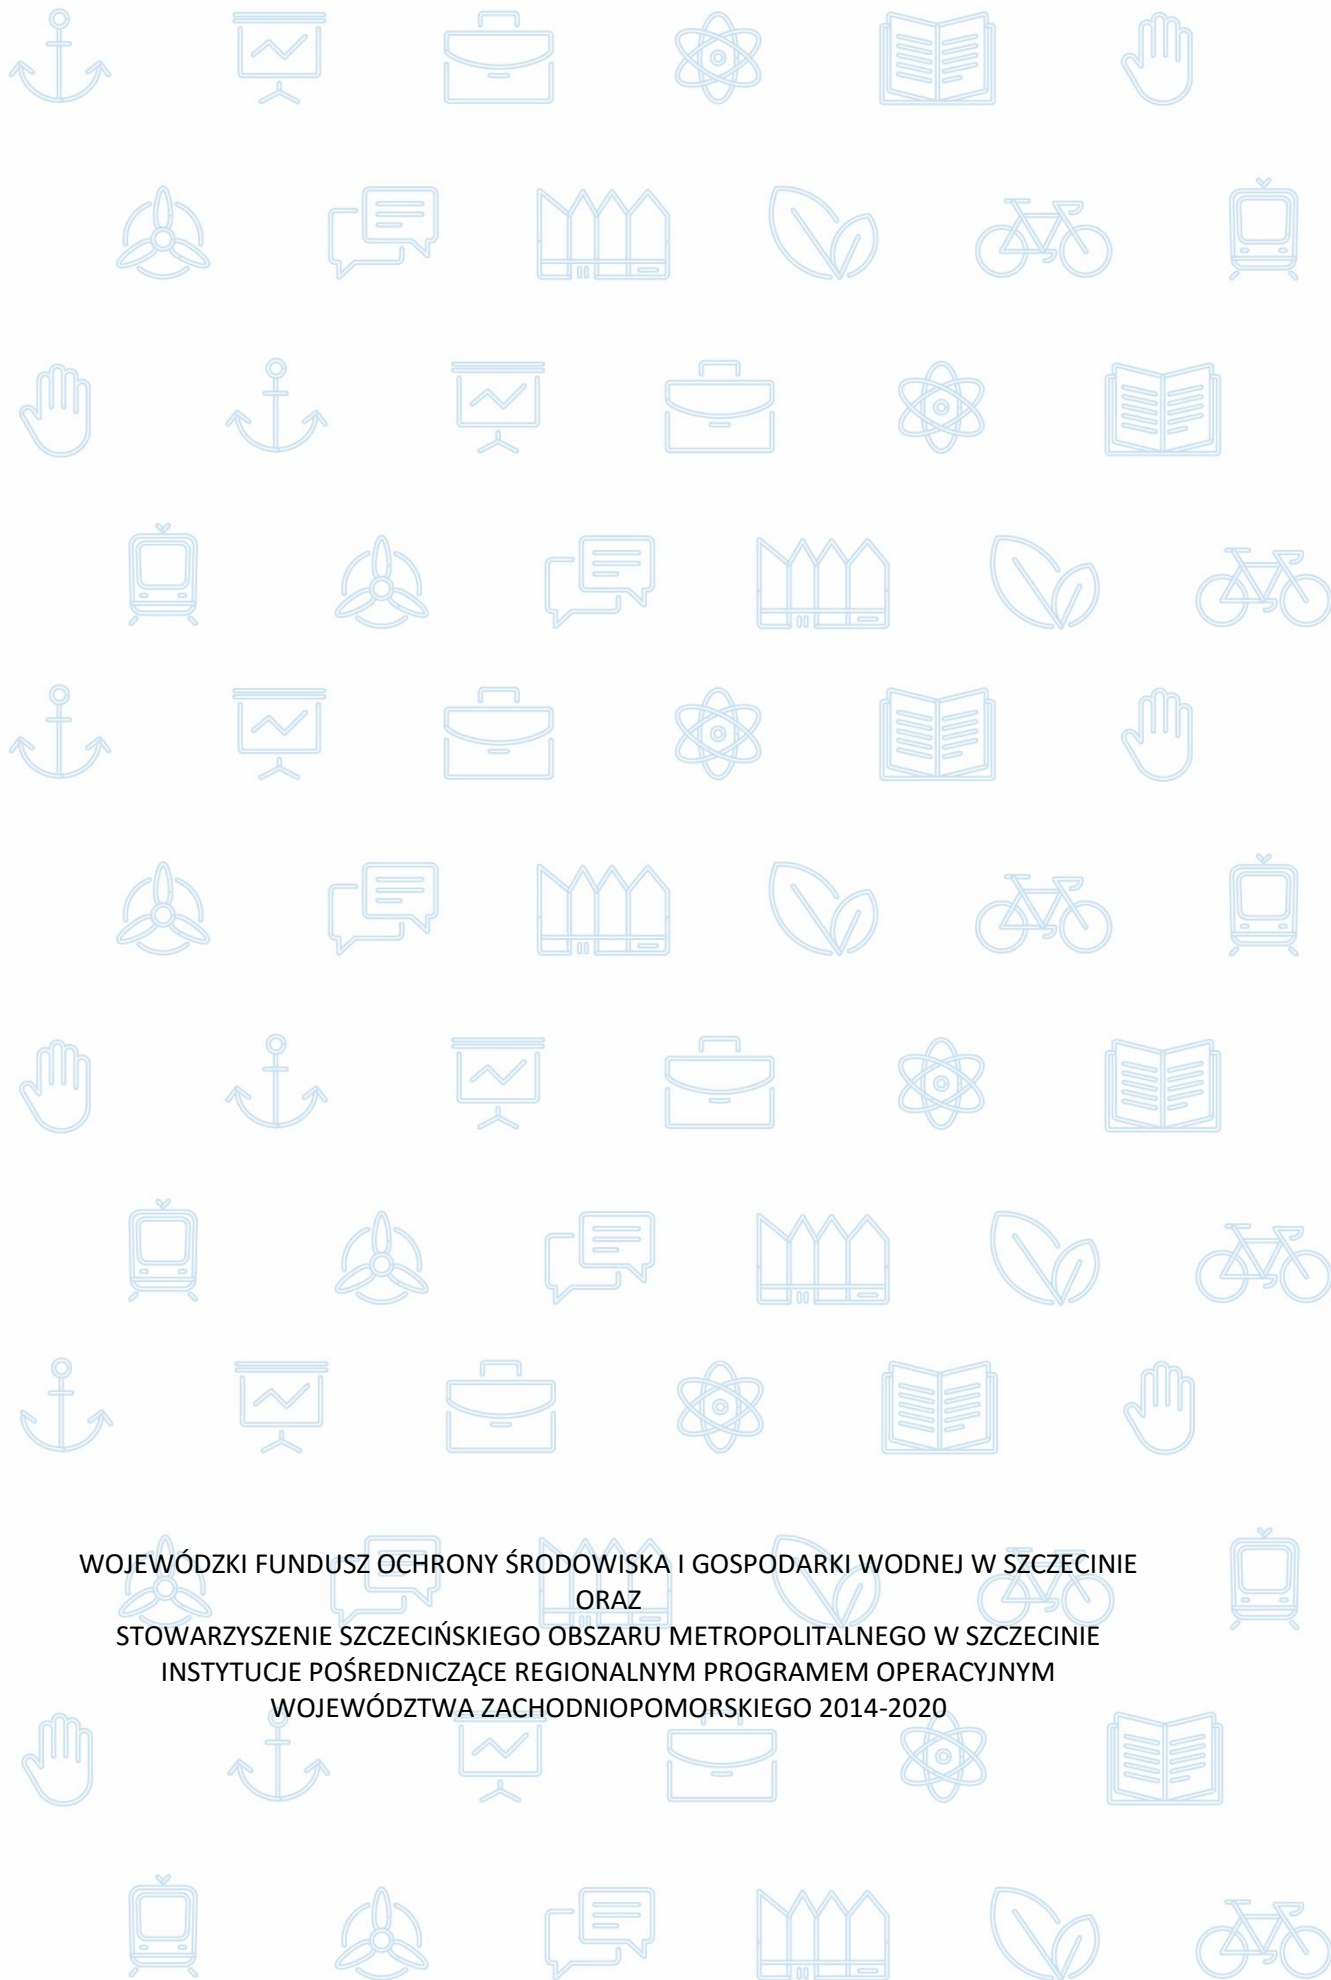 WOJEWÓDZKI FUNDUSZ OCHRONY ŚRODOWISKA I GOSPODARKI WODNEJ W SZCZECINIE
ORAZ
STOWARZYSZENIE SZCZECIŃSKIEGO OBSZARU METROPOLITALNEGO W SZCZECINIE
INSTYTUCJE POŚREDNICZĄCE REGIONALNYM PROGRAMEM OPERACYJNYM
WOJEWÓDZTWA ZACHODNIOPOMORSKIEGO 2014-2020